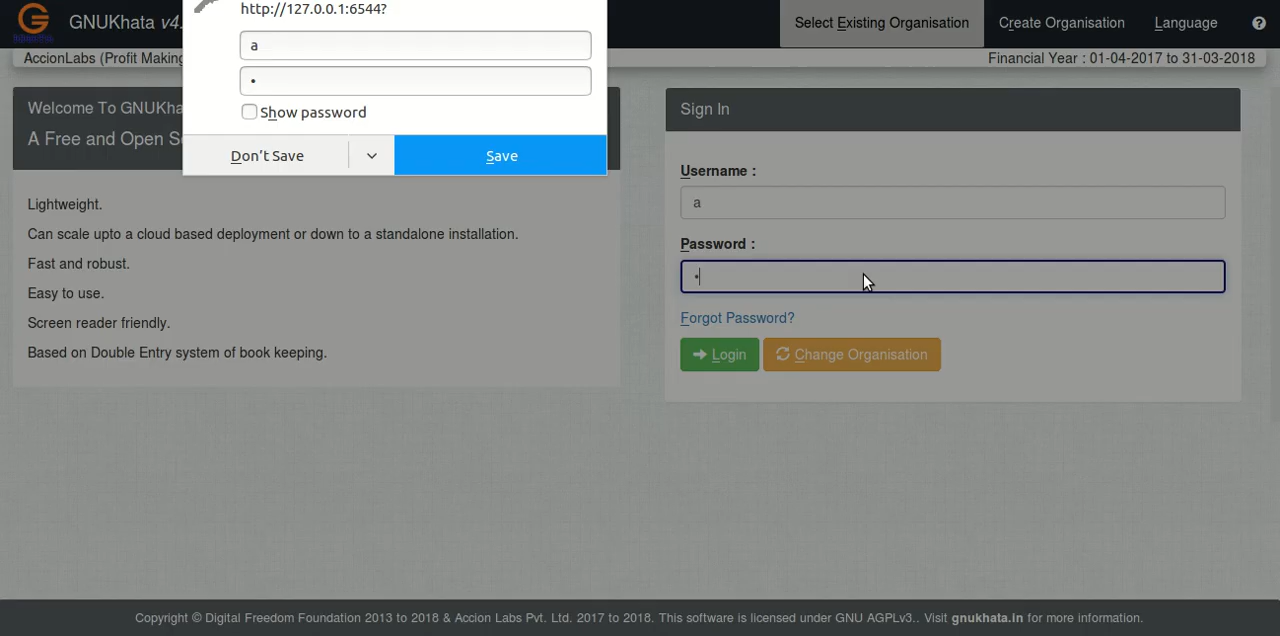 GNUKhata v4.
http://127.0.0.1:6544?
Select Existing Organisation
Create Organisation
Language
AccionLabs (Profit Making
Financial Year : 01-04-2017 to 31-03-2018
a
•
Show password
Don't Save
Save
Welcome To GNUKha
A Free and Open S
Lightweight.
Can scale upto a cloud based deployment or down to a standalone installation.
Fast and robust.
Easy to use.
Screen reader friendly.
Based on Double Entry system of book keeping.
Sign In
Username :
a
Password :
•
Forgot Password?
Login
Change Organisation
Copyright © Digital Freedom Foundation 2013 to 2018 & Accion Labs Pvt. Ltd. 2017 to 2018. This software is licensed under GNU AGPLv3.. Visit gnukhata.in for more information.